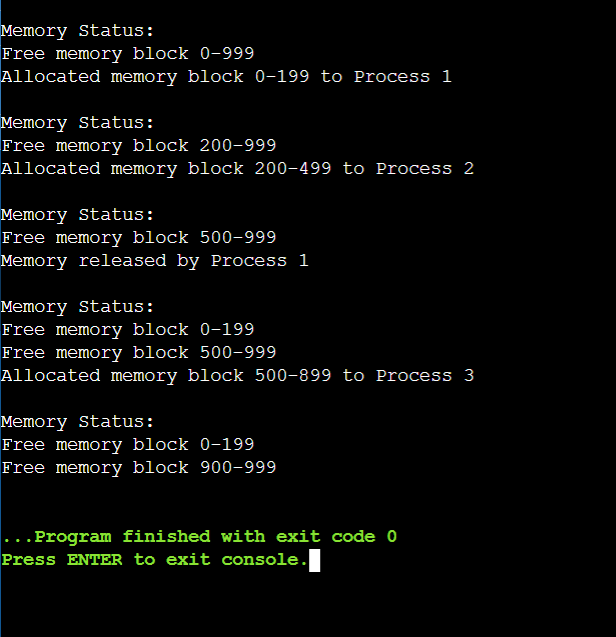 Memory Status:
Free memory block 0-999
Allocated memory block 0-199 to Process 1
Memory Status:
Free memory block 200-999
Allocated memory block 200-499 to Process 2
Memory Status:
Free memory block 500-999
Memory released by Process 1
Memory Status:
Free memory block 0-199
Free memory block 500-999
Allocated memory block 500-899 to Process 3
Memory Status:
Free memory block 0-199
Free memory block 900-999
...Program finished with exit code 0
Press ENTER to exit console.